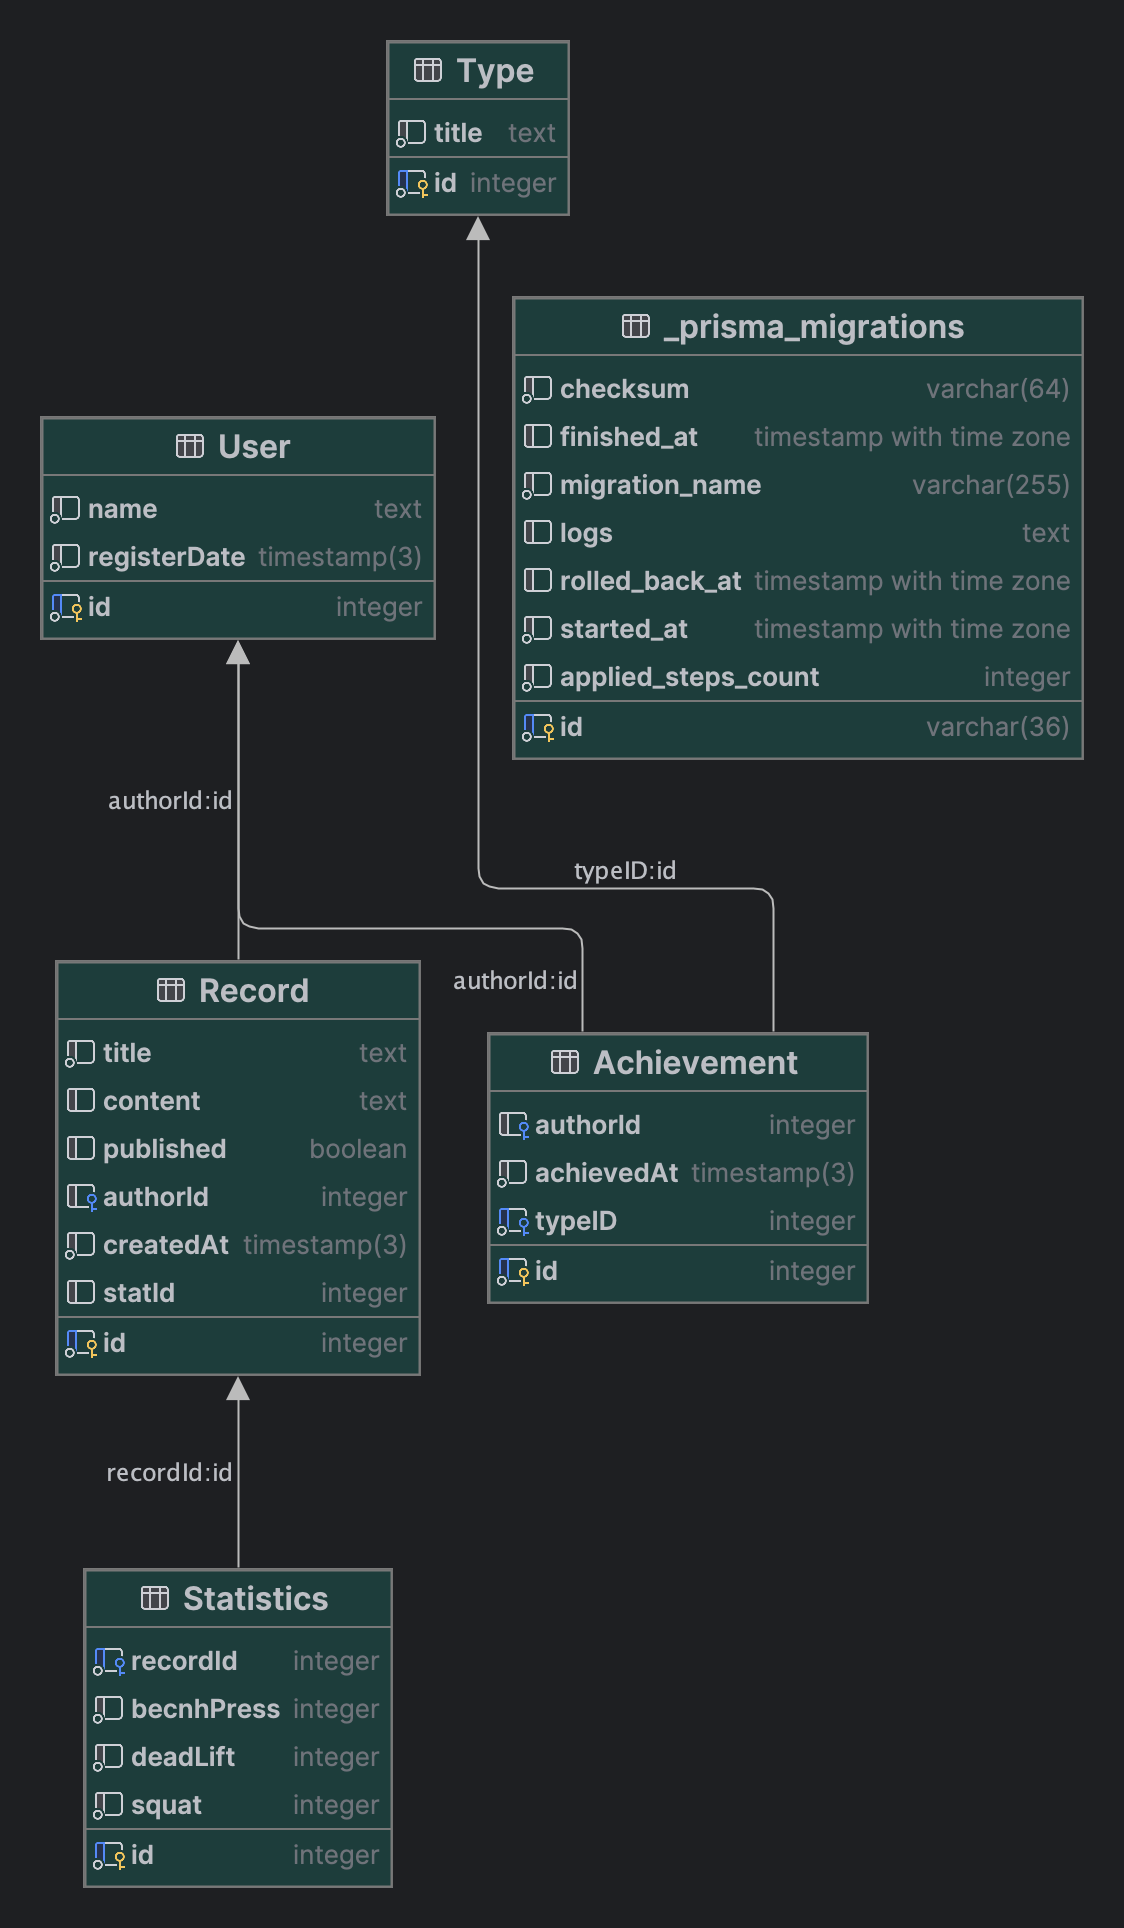 Type
title text
id integer
_prisma_migrations
checksum varchar(64)
finished_at timestamp with time zone
migration_name varchar(255)
logs text
rolled_back_at timestamp with time zone
started_at timestamp with time zone
applied_steps_count integer
id varchar(36)
User
name text
registerDate timestamp(3)
id integer
authorId:id
typeID:id
authorId:id
Record
title text
content text
published boolean
authorId integer
createdAt timestamp(3)
statId integer
id integer
Achievement
authorId integer
achievedAt timestamp(3)
typeID integer
id integer
recordId:id
Statistics
recordId integer
becnhPress integer
deadLift integer
squat integer
id integer